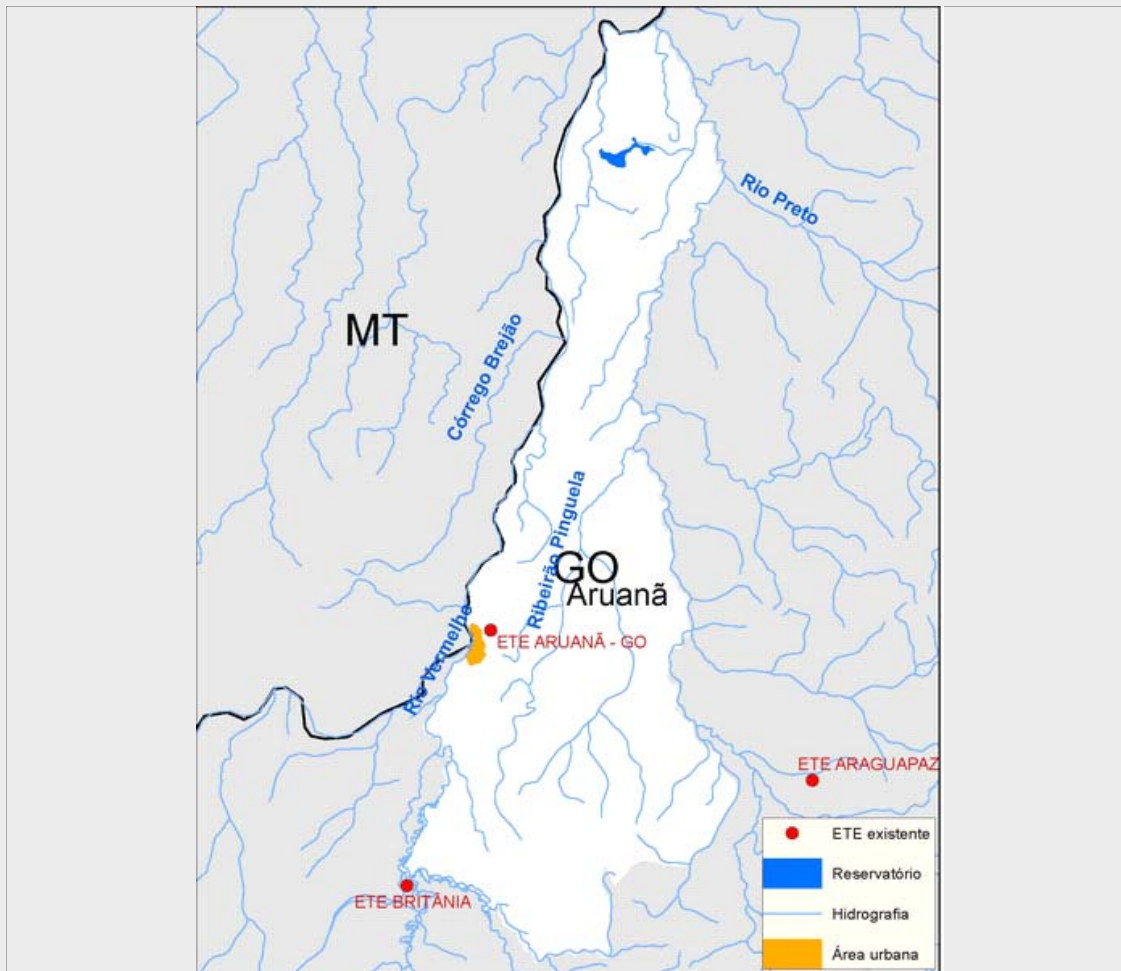 Rio Preto
MT
Córrego Brejão
Ribeirão Pinguela
GO
Aruanã
Rio Vermelho
ETE ARUANÃ - GO
ETE ARAGUAPAZ
ETE BRITÂNIA
ETE existente
Reservatório
Hidrografia
Área urbana